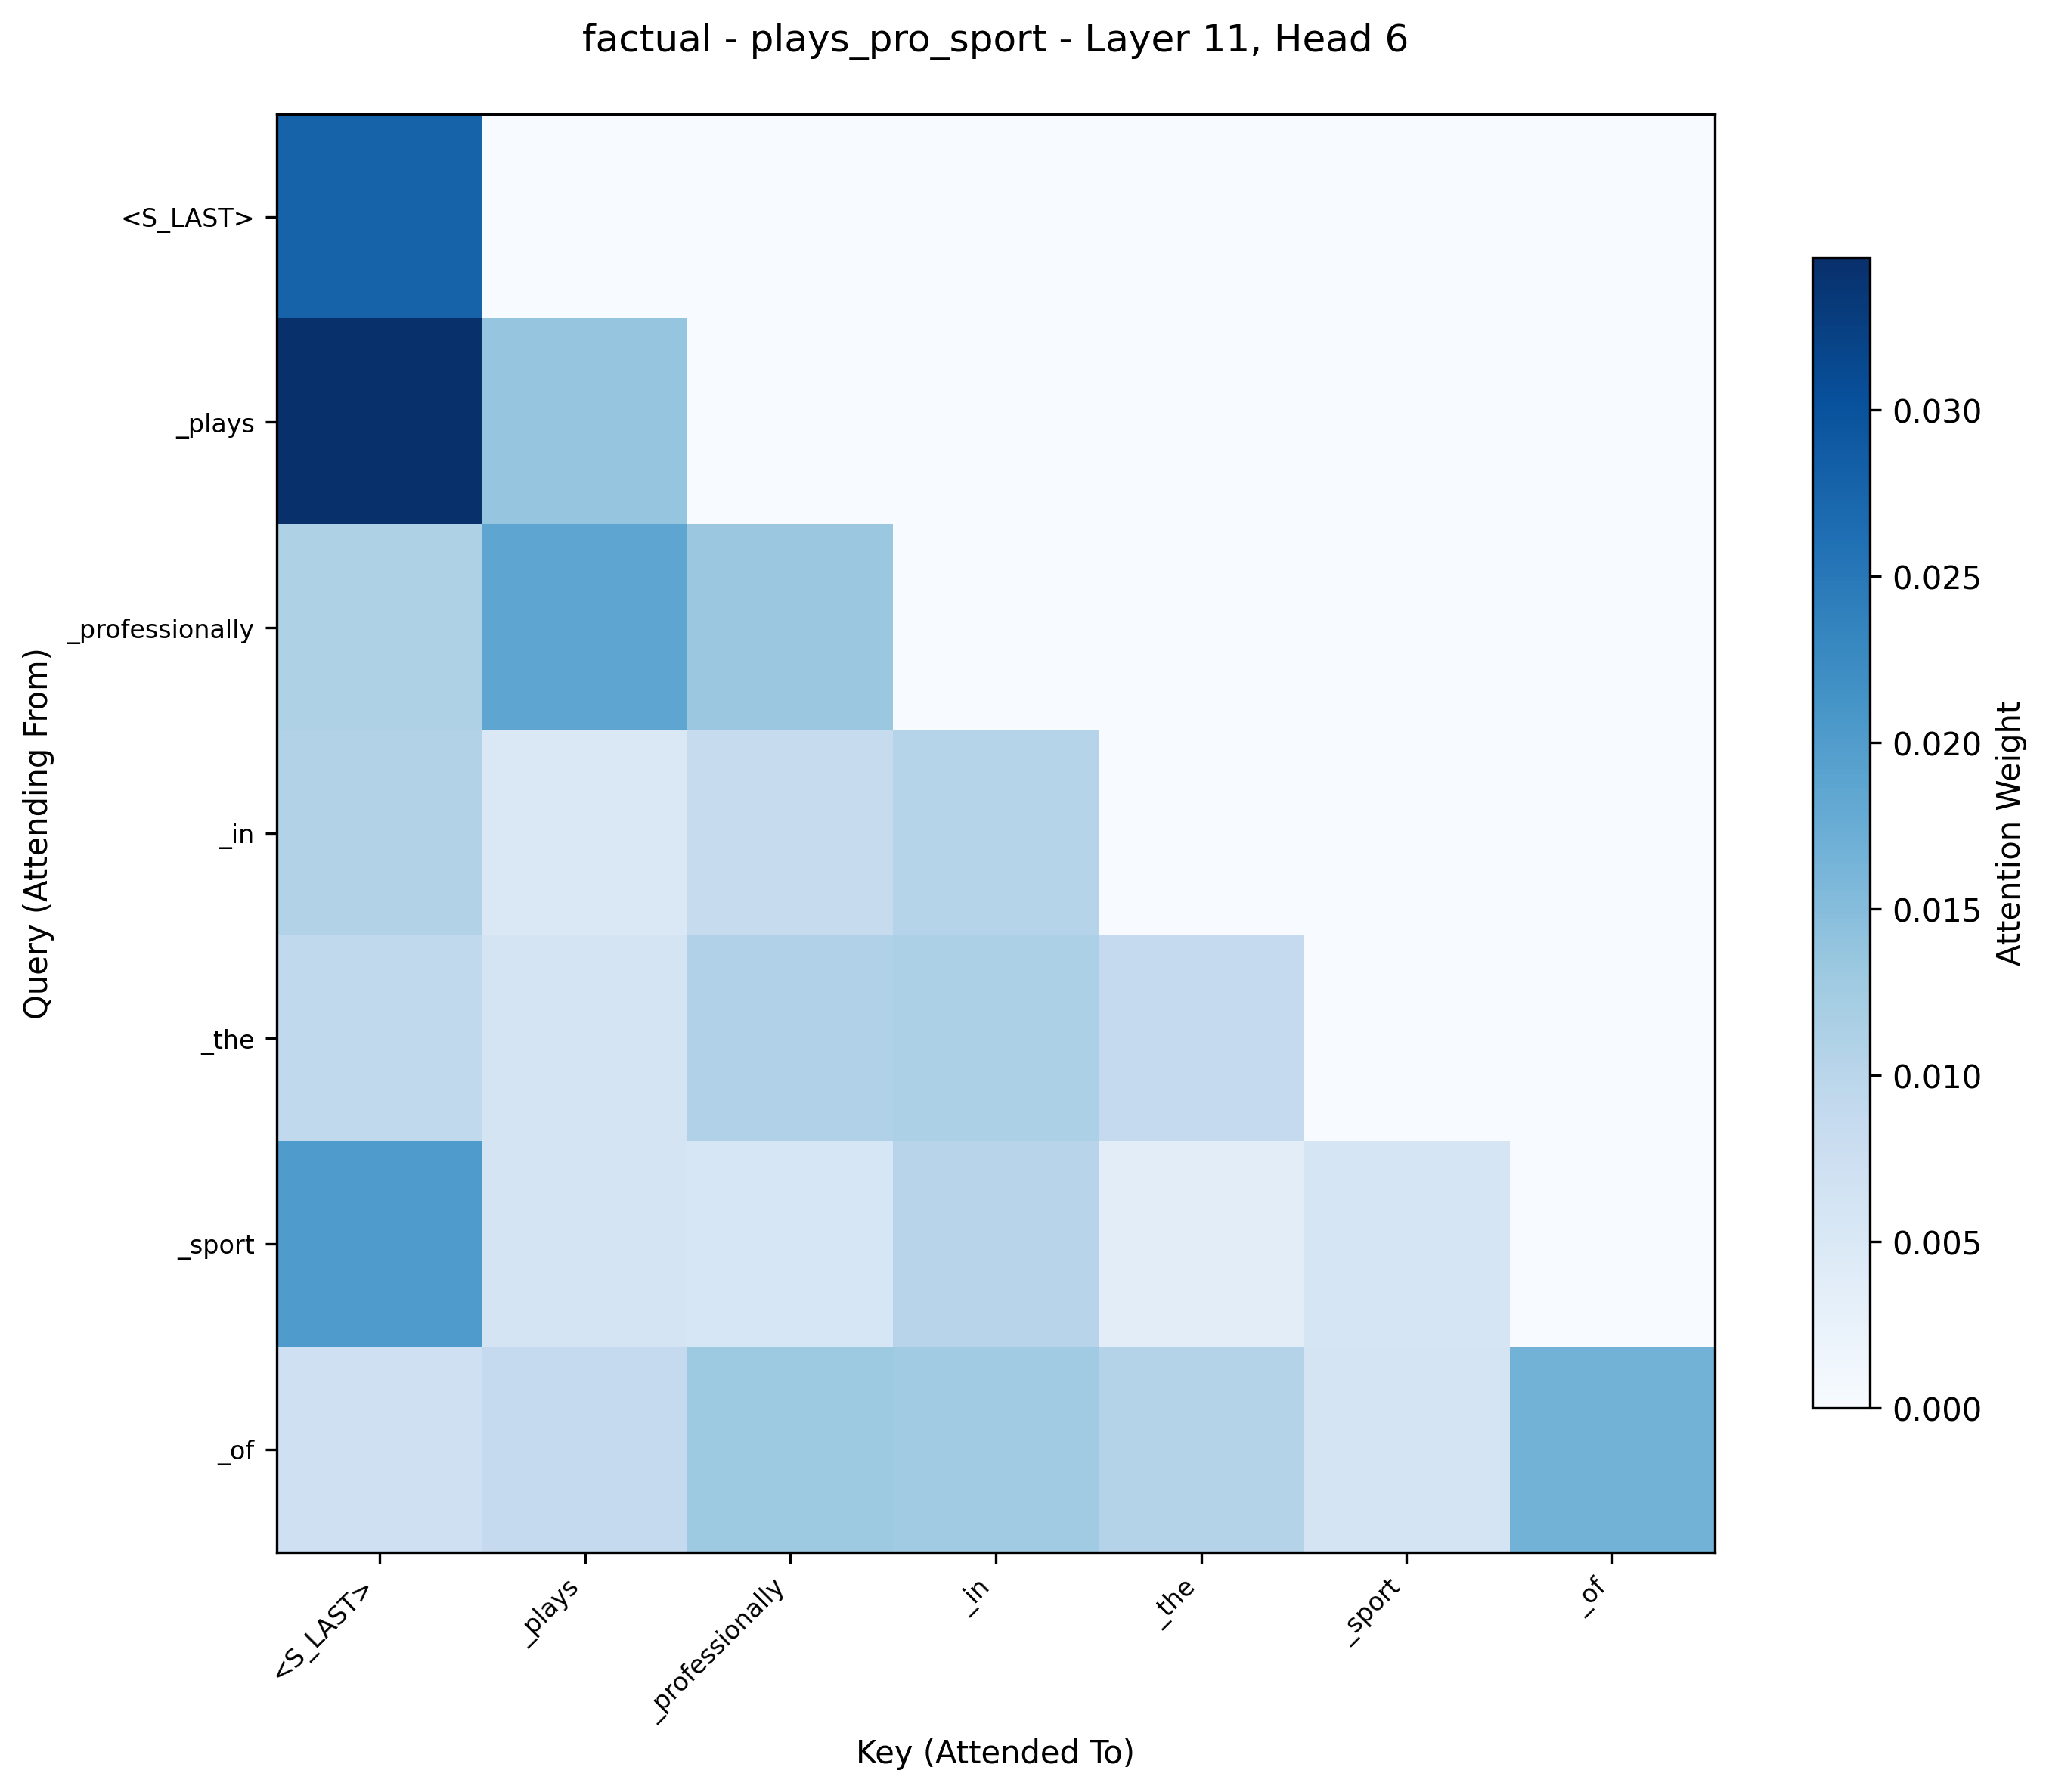 factual - plays_pro_sport - Layer 11, Head 6
Query (Attending From)
<S_LAST>
_plays
_professionally
_in
_the
_sport
_of
<S_LAST>
_plays
_professionally
_in
_the
_sport
_of
Key (Attended To)
0.030
0.025
0.020
0.015
0.010
0.005
0.000
Attention Weight